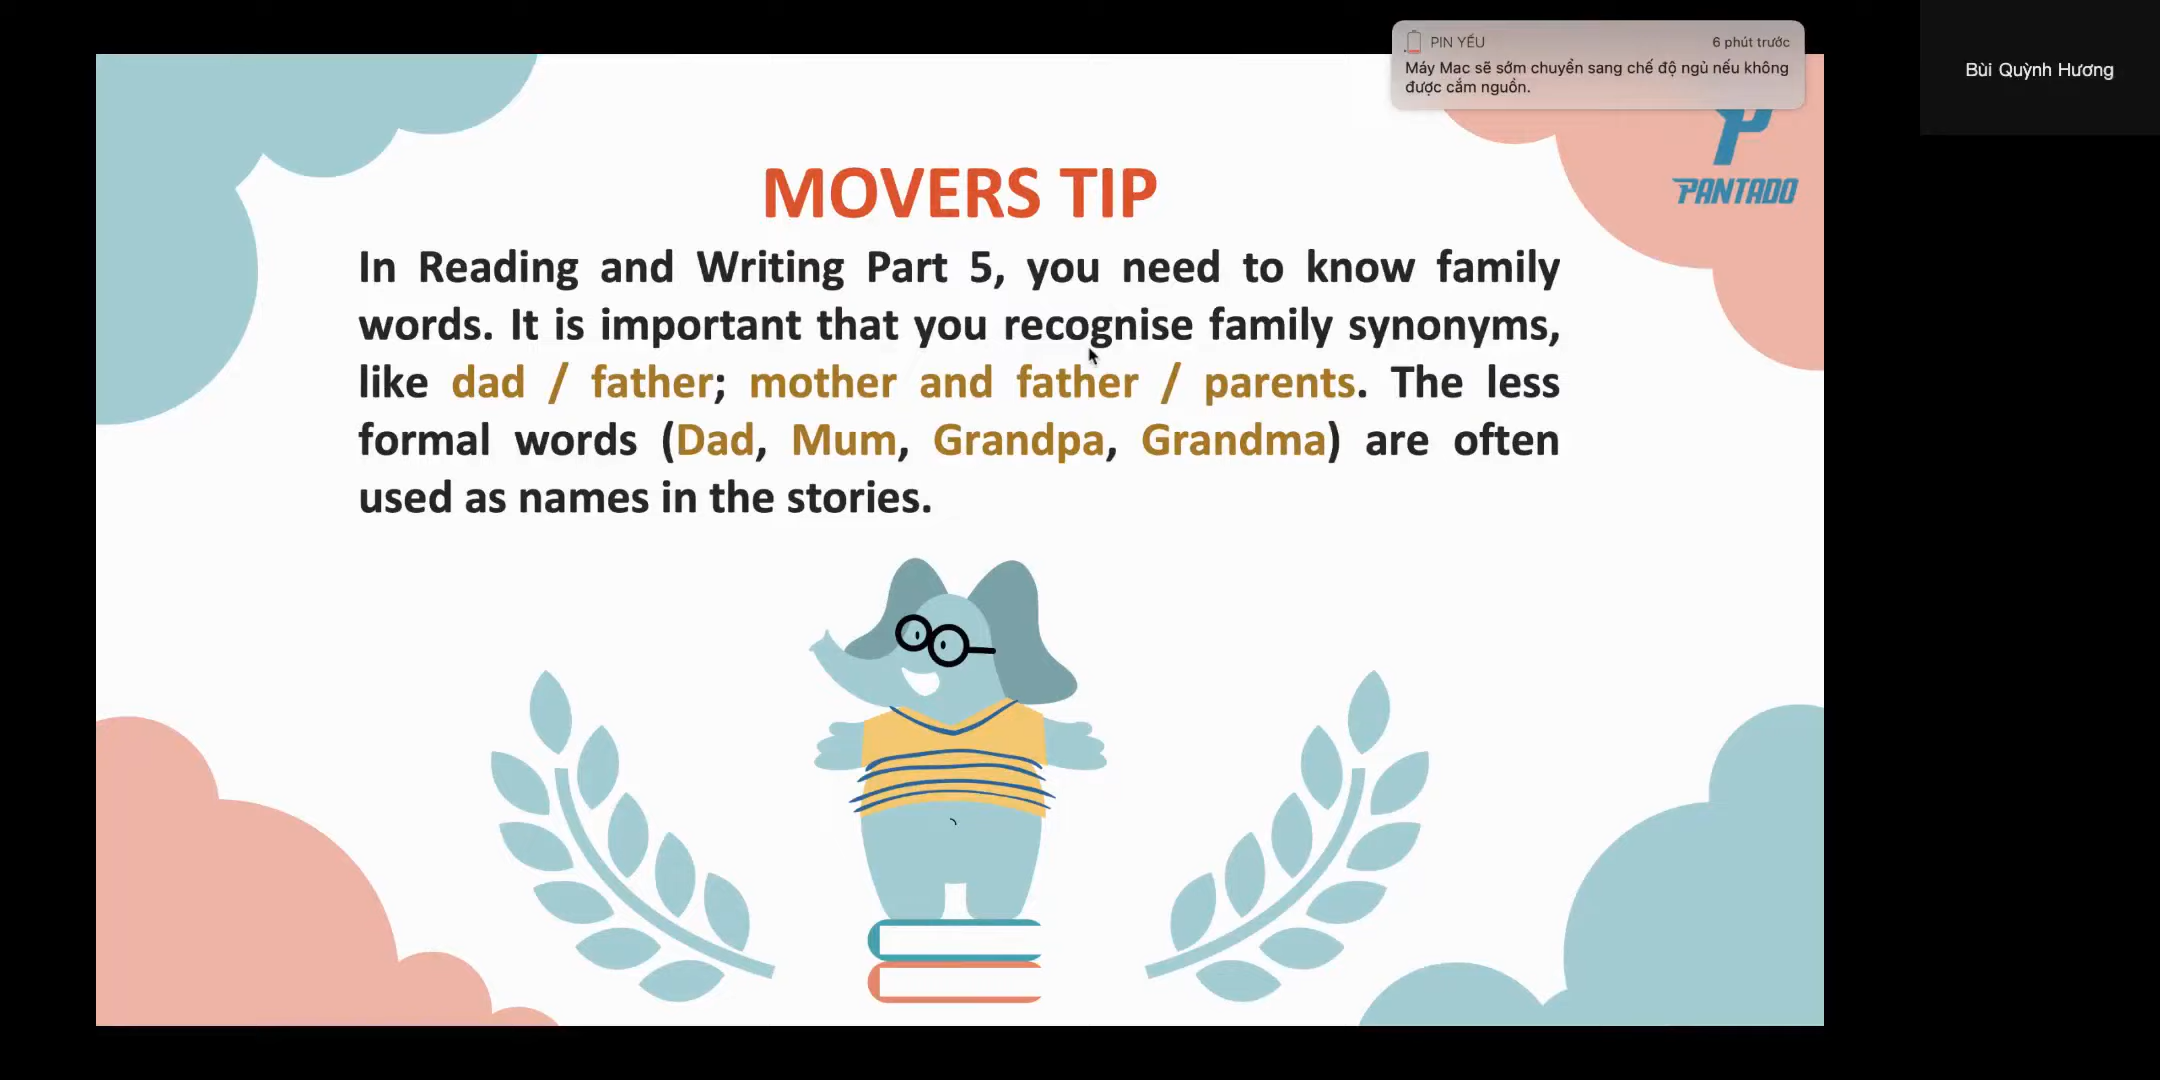 PIN YẾU
6 phút trước
Máy Mac sẽ sớm chuyển sang chế độ ngủ nếu không
được cắm nguồn.
Bùi Quỳnh Hương
P
PANTADO
MOVERS TIP
In Reading and Writing Part 5, you need to know family
words. It is important that you recognise family synonyms,
like dad / father; mother and father / parents. The less
formal words (Dad, Mum, Grandpa, Grandma) are often
used as names in the stories.